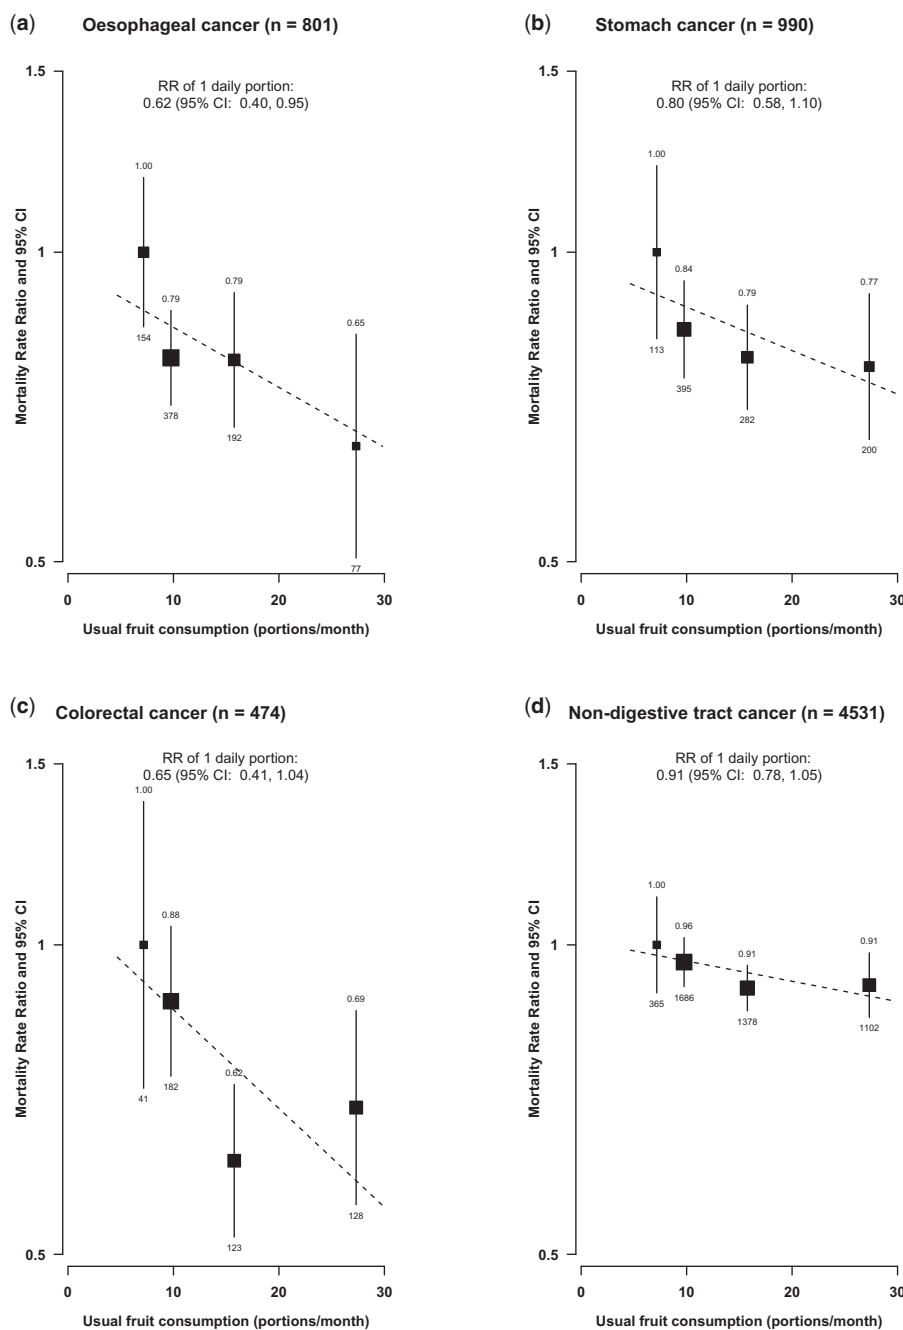 (a) Oesophageal cancer (n = 801)
RR of 1 daily portion:
0.62 (95% CI: 0.40, 0.95)
Mortality Rate Ratio and 95% CI
1.5
1
0.5
1.00
154
0.79
378
0.79
192
0.65
77
0 10 20 30
Usual fruit consumption (portions/month)
(b) Stomach cancer (n = 990)
RR of 1 daily portion:
0.80 (95% CI: 0.58, 1.10)
Mortality Rate Ratio and 95% CI
1.5
1
0.5
1.00
113
0.84
395
0.79
282
0.77
200
0 10 20 30
Usual fruit consumption (portions/month)
(c) Colorectal cancer (n = 474)
RR of 1 daily portion:
0.65 (95% CI: 0.41, 1.04)
Mortality Rate Ratio and 95% CI
1.5
1
0.5
1.00
41
0.88
182
0.62
123
0.69
128
0 10 20 30
Usual fruit consumption (portions/month)
(d) Non-digestive tract cancer (n = 4531)
RR of 1 daily portion:
0.91 (95% CI: 0.78, 1.05)
Mortality Rate Ratio and 95% CI
1.5
1
0.5
1.00
365
0.96
1686
0.91
1378
0.91
1102
0 10 20 30
Usual fruit consumption (portions/month)